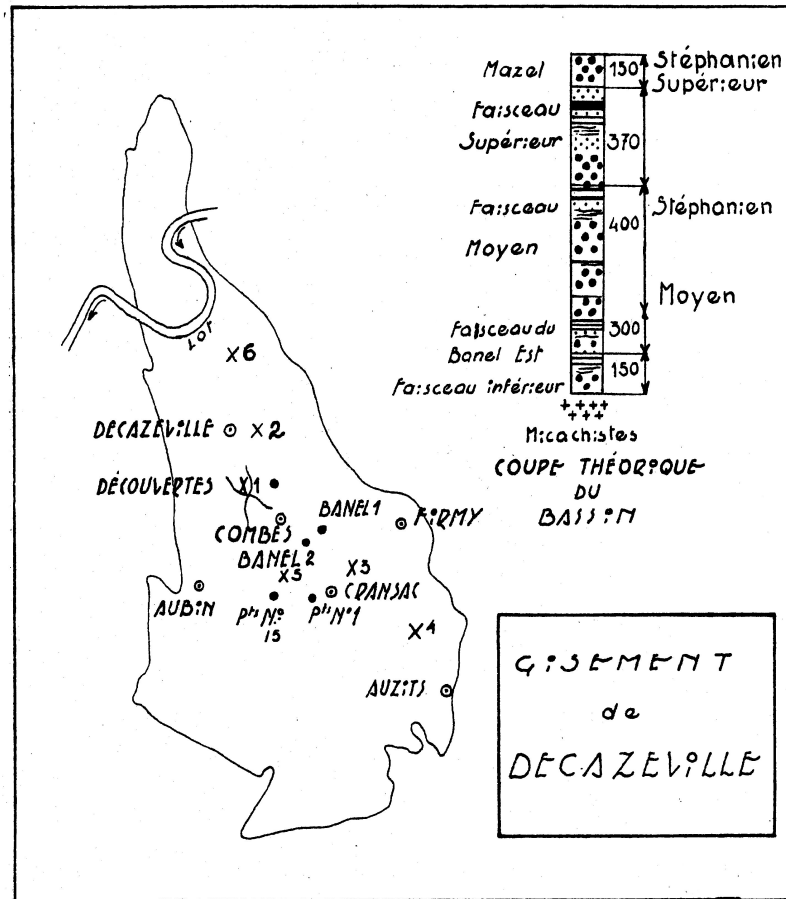 Mazel 150 Stéphanien
Supérieur
Faisceau
Supérieur 370
Faisceau 400 Stéphanien
Moyen
Moyen
Faisceau du 300
Banel Est
Faisceau inférieur 150
Micachistes
COUPE THÉORIQUE
DU
BASSIN
Lot
X6
DECAZEVILLE X2
DÉCOUVERTES X1
COMBES
BANEL 1
FIRMY
BANEL 2
X5
X3
AUBIN
CRANSAC
Pts No
15
Pts No1
X4
AUZITS
GISEMENT
de
DECAZEVILLE